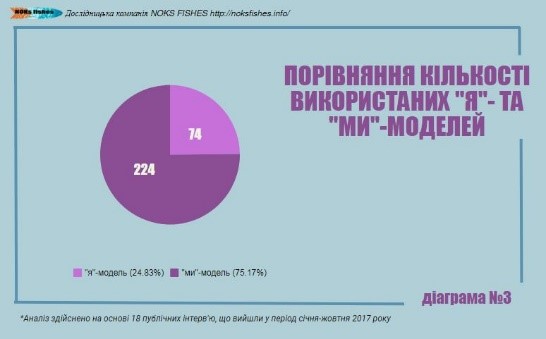 NOKs fishes Дослідницька компанія NOKS FISHES http://noksfishes.info/
ПОРІВНЯННЯ КІЛЬКОСТІ
ВИКОРИСТАНИХ "Я"- ТА
"МИ"-МОДЕЛЕЙ
74
224
"я"-модель (24.83%) "ми"-модель (75.17%)
діаграма №3
*Аналіз здійснено на основі 18 публічних інтерв'ю, що вийшли у період січня-жовтня 2017 року